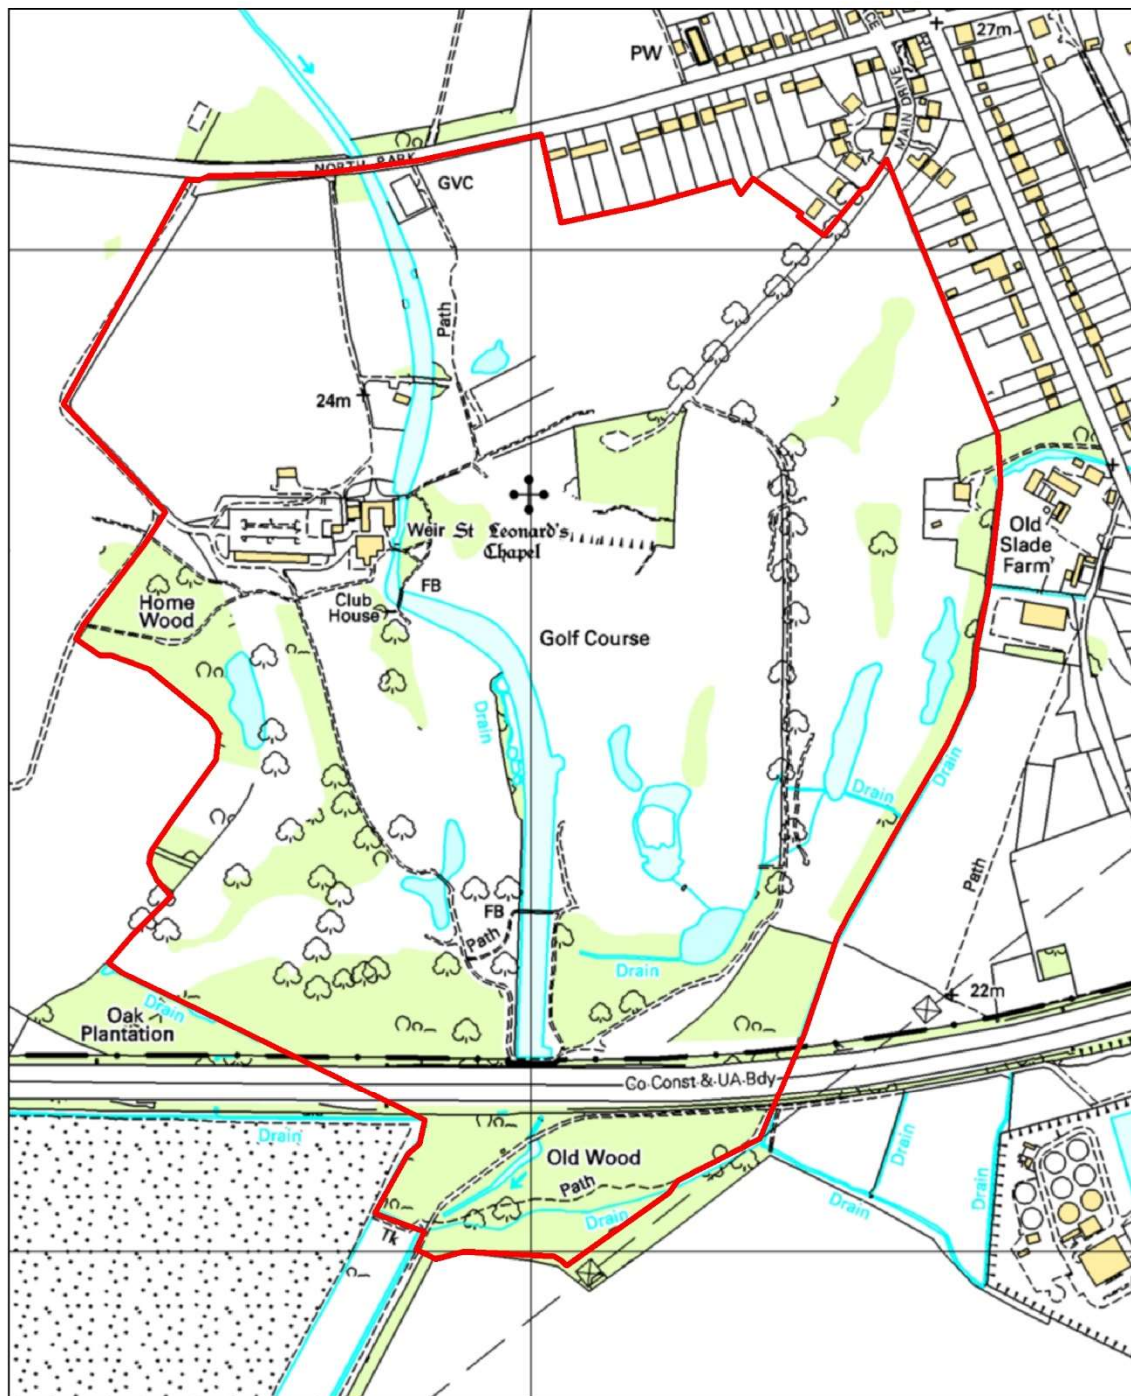 27m
PW
MAIN DRIVE
NORTH PARK
GVC
Path
24m
Weir St Leonard's
Chapel
Old
Slade
Farm
FB
Home
Wood
Club
House
Golf Course
Drain
Drain
Drain
Path
FB
Path
Drain
22m
Oak
Plantation
Drain
Co Const & UA Bdy
Drain
Old Wood
Path
Drain
Drain
Drain
Drain
Tk